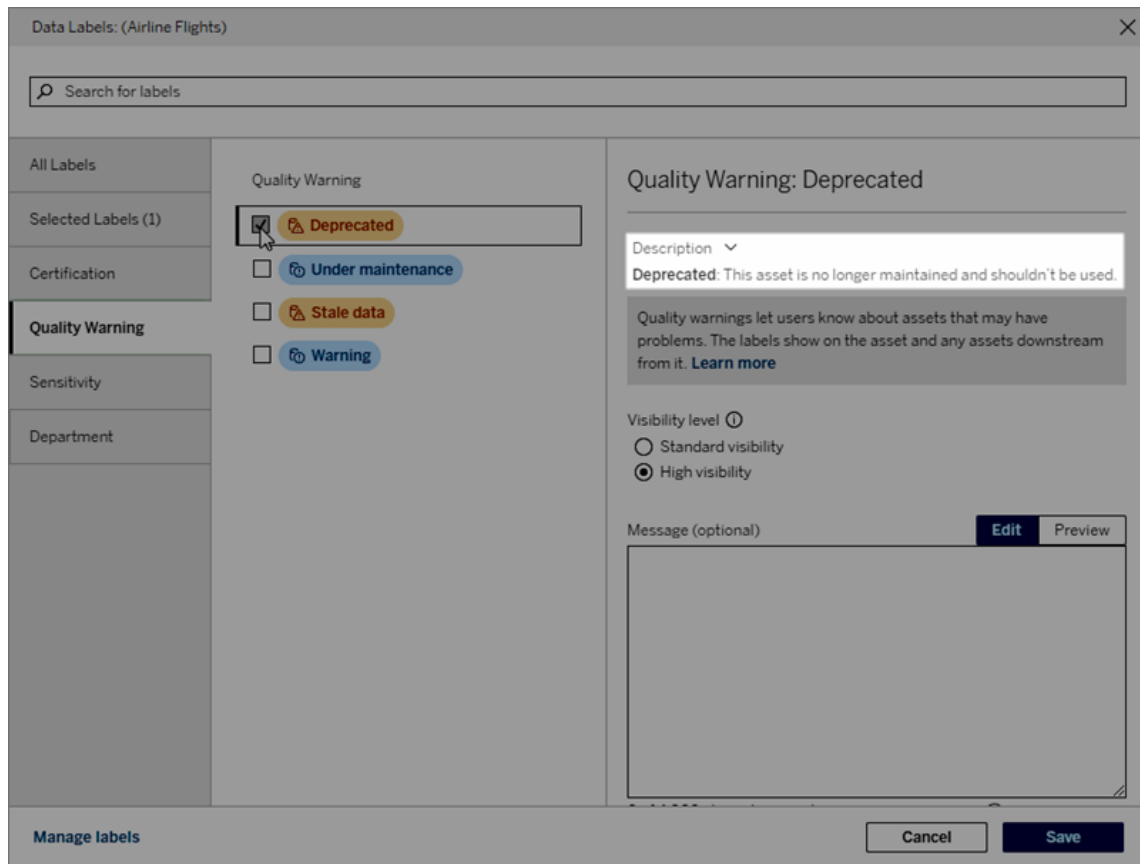 Data Labels: (Airline Flights)
Search for labels
All Labels
Selected Labels (1)
Certification
Quality Warning
Sensitivity
Department
Quality Warning
Deprecated
Under maintenance
Stale data
Warning
Quality Warning: Deprecated
Description
Deprecated: This asset is no longer maintained and shouldn't be used.
Quality warnings let users know about assets that may have
problems. The labels show on the asset and any assets downstream
from it. Learn more
Visibility level
Standard visibility
High visibility
Message (optional)
Edit
Preview
Manage labels
Cancel
Save